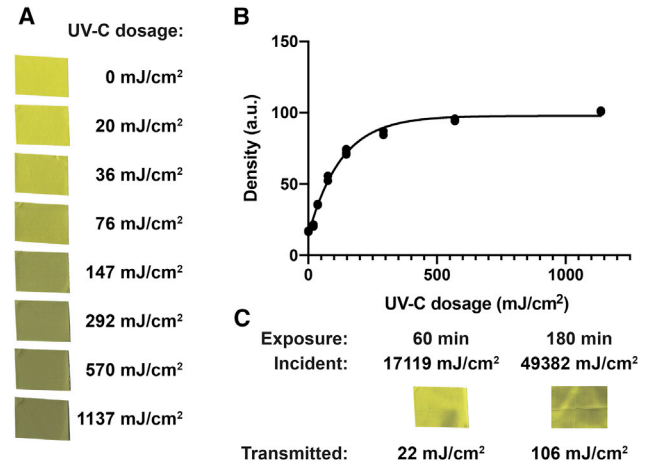 A
UV-C dosage:
0 mJ/cm²
20 mJ/cm²
36 mJ/cm²
76 mJ/cm²
147 mJ/cm²
292 mJ/cm²
570 mJ/cm²
1137 mJ/cm²
B
150
100
50
0
Density (a.u.)
0 500 1000
UV-C dosage (mJ/cm²)
C
Exposure: 60 min 180 min
Incident: 17119 mJ/cm² 49382 mJ/cm²
Transmitted: 22 mJ/cm² 106 mJ/cm²